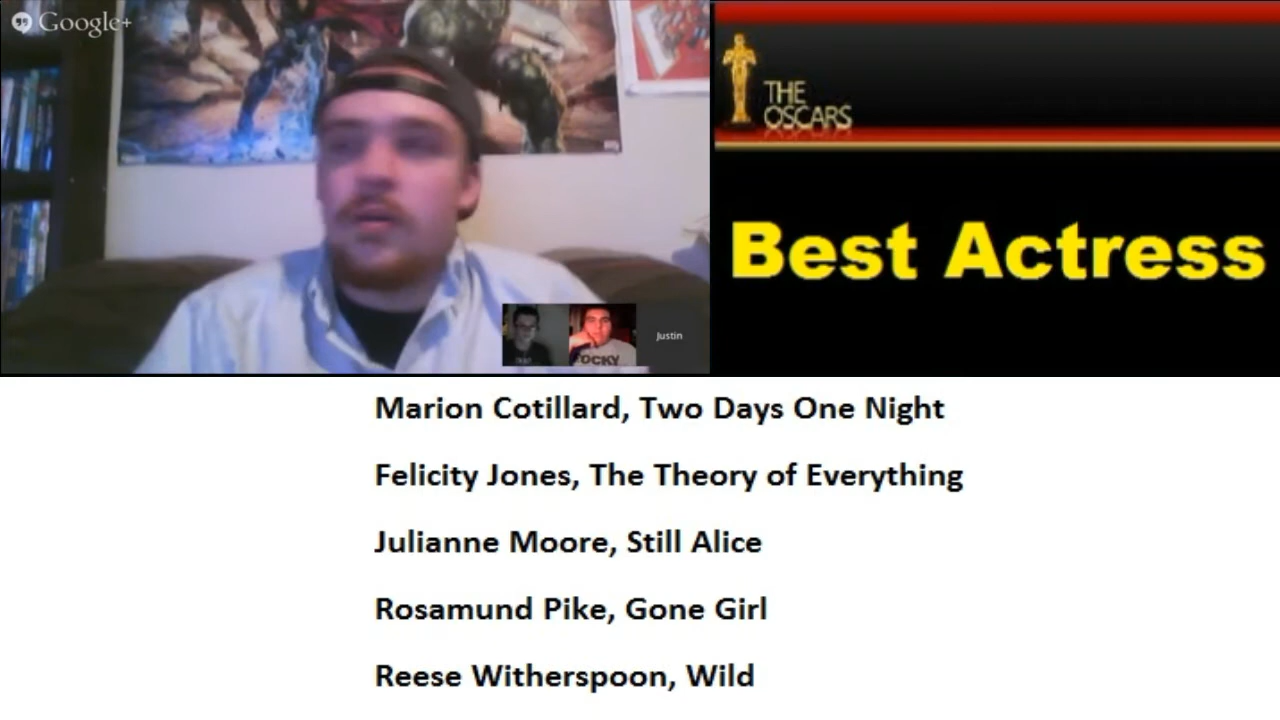 Google+
THE
OSCARS
Best Actress
OCKY
Justin
Marion Cotillard, Two Days One Night
Felicity Jones, The Theory of Everything
Julianne Moore, Still Alice
Rosamund Pike, Gone Girl
Reese Witherspoon, Wild